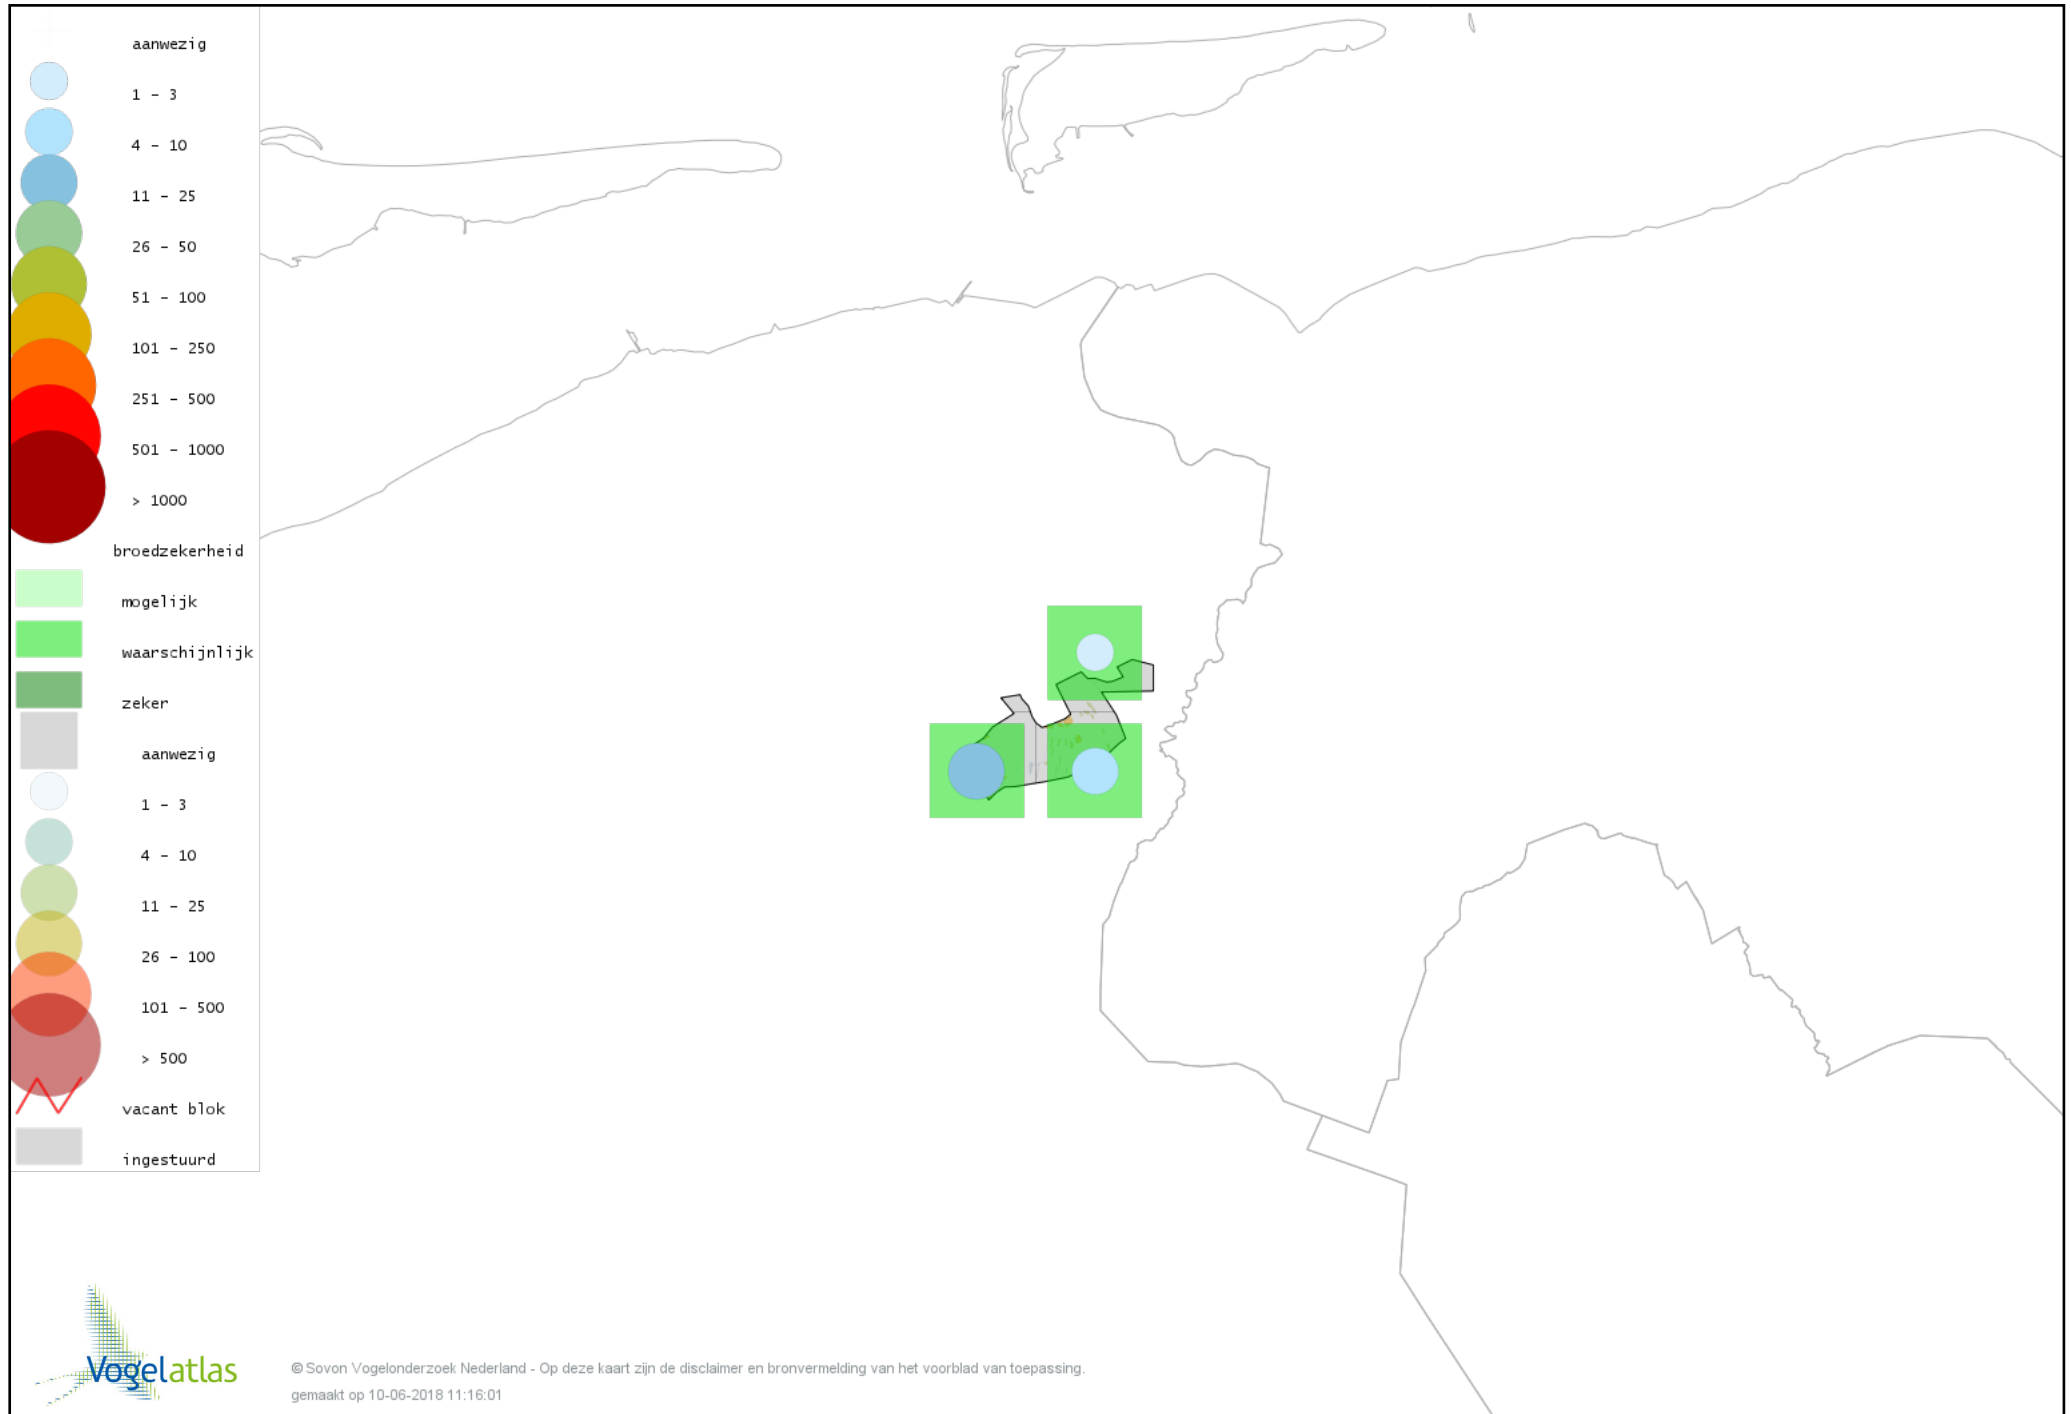 aanwezig
1 – 3
4 – 10
11 – 25
26 – 50
51 – 100
101 – 250
251 – 500
501 – 1000
> 1000
broedzekerheid
mogelijk
waarschijnlijk
zeker
aanwezig
1 – 3
4 – 10
11 – 25
26 – 100
101 – 500
> 500
vacant blok
ingestuurd
Vogelatlas
© Sovon Vogelonderzoek Nederland - Op deze kaart zijn de disclaimer en bronvermelding van het voorblad van toepassing.
gemaakt op 10-06-2018 11:16:01